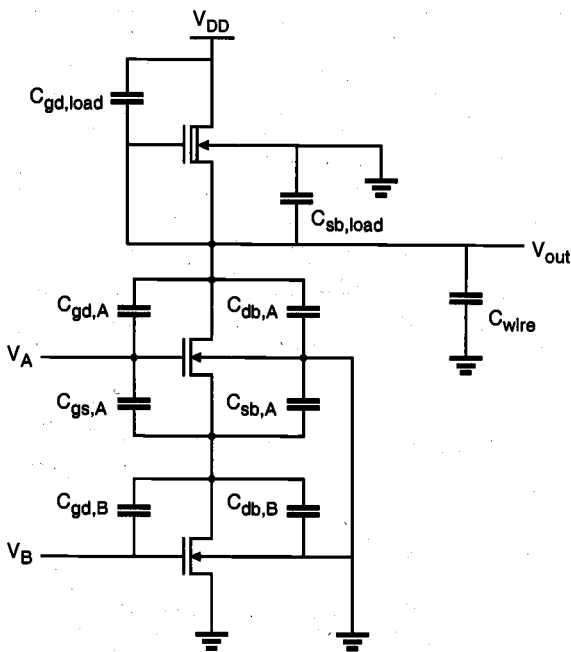 V_DD
C_gd,load
C_sb,load
V_out
C_gd,A
C_db,A
C_wire
V_A
C_gs,A
C_sb,A
C_gd,B
C_db,B
V_B